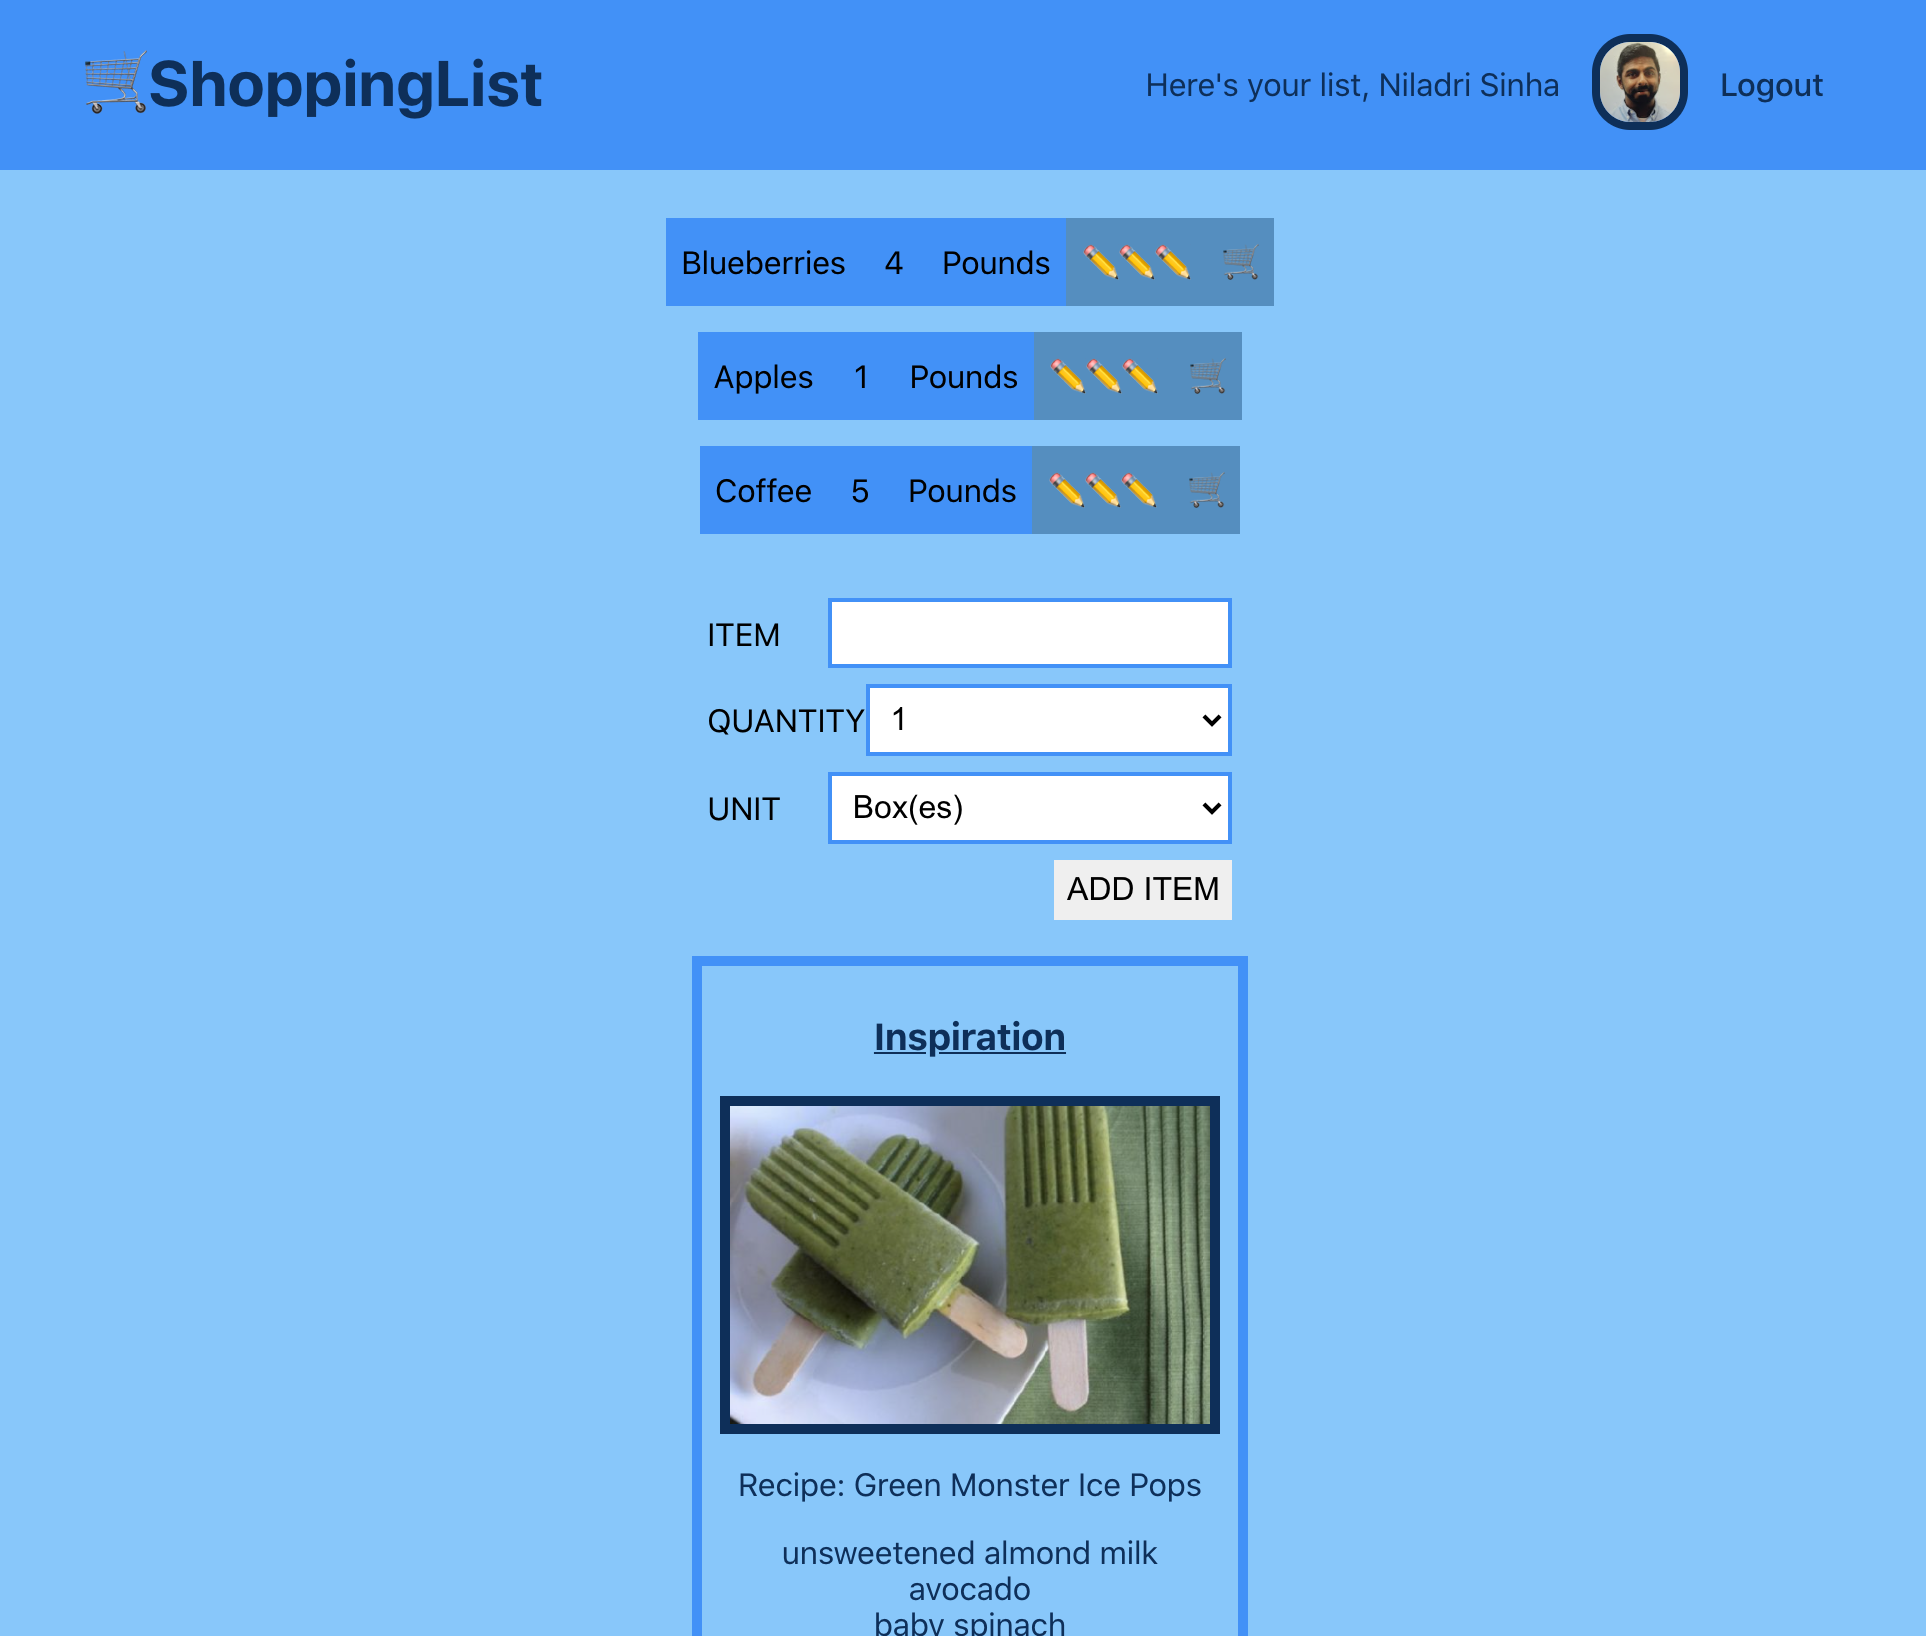 ShoppingList
Here's your list, Niladri Sinha
Logout
Blueberries 4 Pounds
Apples 1 Pounds
Coffee 5 Pounds
ITEM
QUANTITY 1
UNIT Box(es)
ADD ITEM
Inspiration
Recipe: Green Monster Ice Pops
unsweetened almond milk
avocado
baby spinach